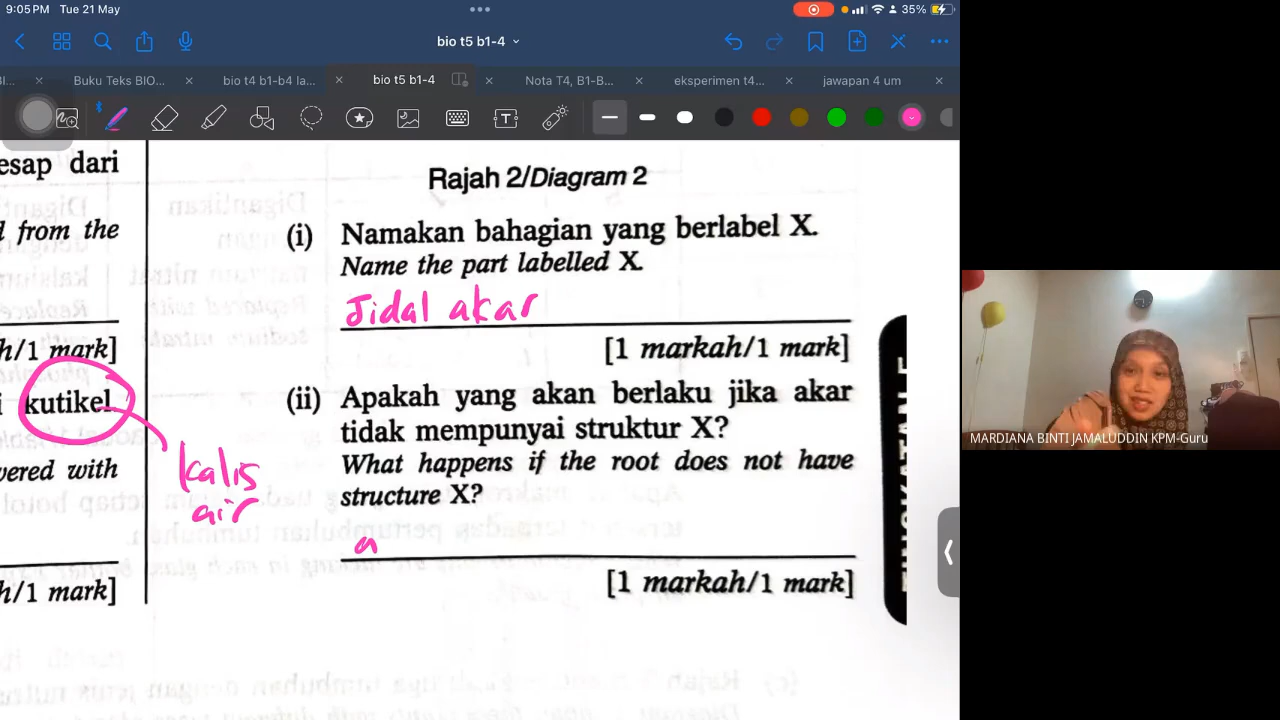 9:05 PM Tue 21 May
35%
bio t5 b1-4
Buku Teks BIO...
bio t4 b1-b4 la...
bio t5 b1-4
Nota T4, B1-B...
eksperimen t4...
jawapan 4 um
esap dari
d from the
h/1 mark]
i kutikel
vered with
h/1 mark]
kalis
air
Rajah 2/Diagram 2
(i) Namakan bahagian yang berlabel X.
Name the part labelled X.
Jidal akar
[1 markah/1 mark]
(ii) Apakah yang akan berlaku jika akar
tidak mempunyai struktur X?
What happens if the root does not have
structure X?
a
[1 markah/1 mark]
MARDIANA BINTI JAMALUDDIN KPM-Guru